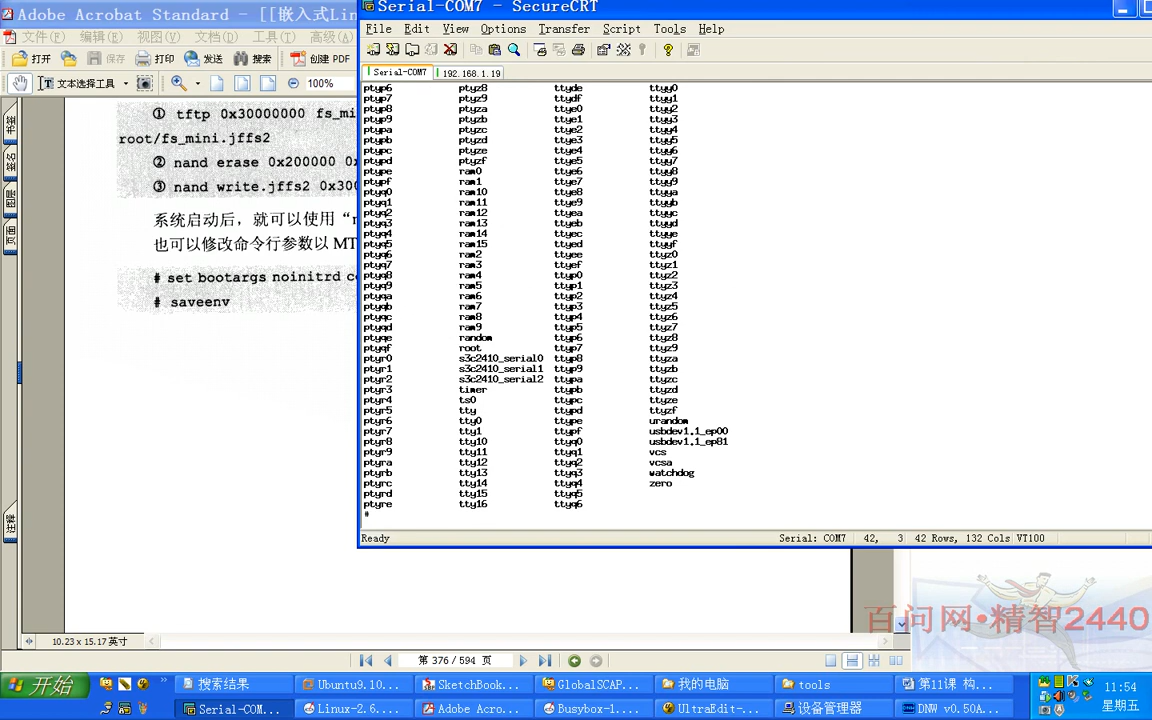 Adobe Acrobat Standard - [[嵌入式Lin
文件(F) 编辑(E) 视图(V) 文档(D) 工具(T) 高级(A)
打开 保存 打印 发送 搜索 创建 PDF
文本选择工具 100%
书签
签名
图层
页面
注释
① tftp 0x30000000 fs_mi
root/fs_mini.jffs2
② nand erase 0x200000 0
③ nand write.jffs2 0x300
系统启动后，就可以使用“
也可以修改命令行参数以 MT
# set bootargs noinitrd c
# saveenv
10.23 x 15.17 英寸
第 376 / 594 页
Serial-COM7 - SecureCRT
File Edit View Options Transfer Script Tools Help
Serial-COM7 192.168.1.19
ptyp6 ptyz8 ttyde ttyy0
ptyp7 ptyz9 ttydf ttyy1
ptyp8 ptyza ttye0 ttyy2
ptyp9 ptyzb ttye1 ttyy3
ptypa ptyzc ttye2 ttyy4
ptypb ptyzd ttye3 ttyy5
ptypc ptyze ttye4 ttyy6
ptypd ptyzf ttye5 ttyy7
ptype ram0 ttye6 ttyy8
ptypf ram1 ttye7 ttyy9
ptyq0 ram10 ttye8 ttyya
ptyq1 ram11 ttye9 ttyyb
ptyq2 ram12 ttyea ttyyc
ptyq3 ram13 ttyeb ttyyd
ptyq4 ram14 ttyec ttyye
ptyq5 ram15 ttyed ttyyf
ptyq6 ram2 ttyee ttyz0
ptyq7 ram3 ttyef ttyz1
ptyq8 ram4 ttyp0 ttyz2
ptyq9 ram5 ttyp1 ttyz3
ptyqa ram6 ttyp2 ttyz4
ptyqb ram7 ttyp3 ttyz5
ptyqc ram8 ttyp4 ttyz6
ptyqd ram9 ttyp5 ttyz7
ptyqe random ttyp6 ttyz8
ptyqf root ttyp7 ttyz9
ptyr0 s3c2410_serial0 ttyp8 ttyza
ptyr1 s3c2410_serial1 ttyp9 ttyzb
ptyr2 s3c2410_serial2 ttypa ttyzc
ptyr3 timer ttypb ttyzd
ptyr4 ts0 ttypc ttyze
ptyr5 tty ttypd ttyzf
ptyr6 tty0 ttype urandom
ptyr7 tty1 ttypf usbdev1.1_ep00
ptyr8 tty10 ttyq0 usbdev1.1_ep81
ptyr9 tty11 ttyq1 vcs
ptyra tty12 ttyq2 vcsa
ptyrb tty13 ttyq3 watchdog
ptyrc tty14 ttyq4 zero
ptyrd tty15 ttyq5
ptyre tty16 ttyq6
#
Ready Serial: COM7 42, 3 42 Rows, 132 Cols VT100
百问网•精智2440
开始 搜索结果 Ubuntu9.10... SketchBook... GlobalSCAP... 我的电脑 tools 第11课 构... 11:54
Serial-COM... Linux-2.6.... Adobe Acro... Busybox-1.... UltraEdit-... 设备管理器 DNW v0.50A... 星期五